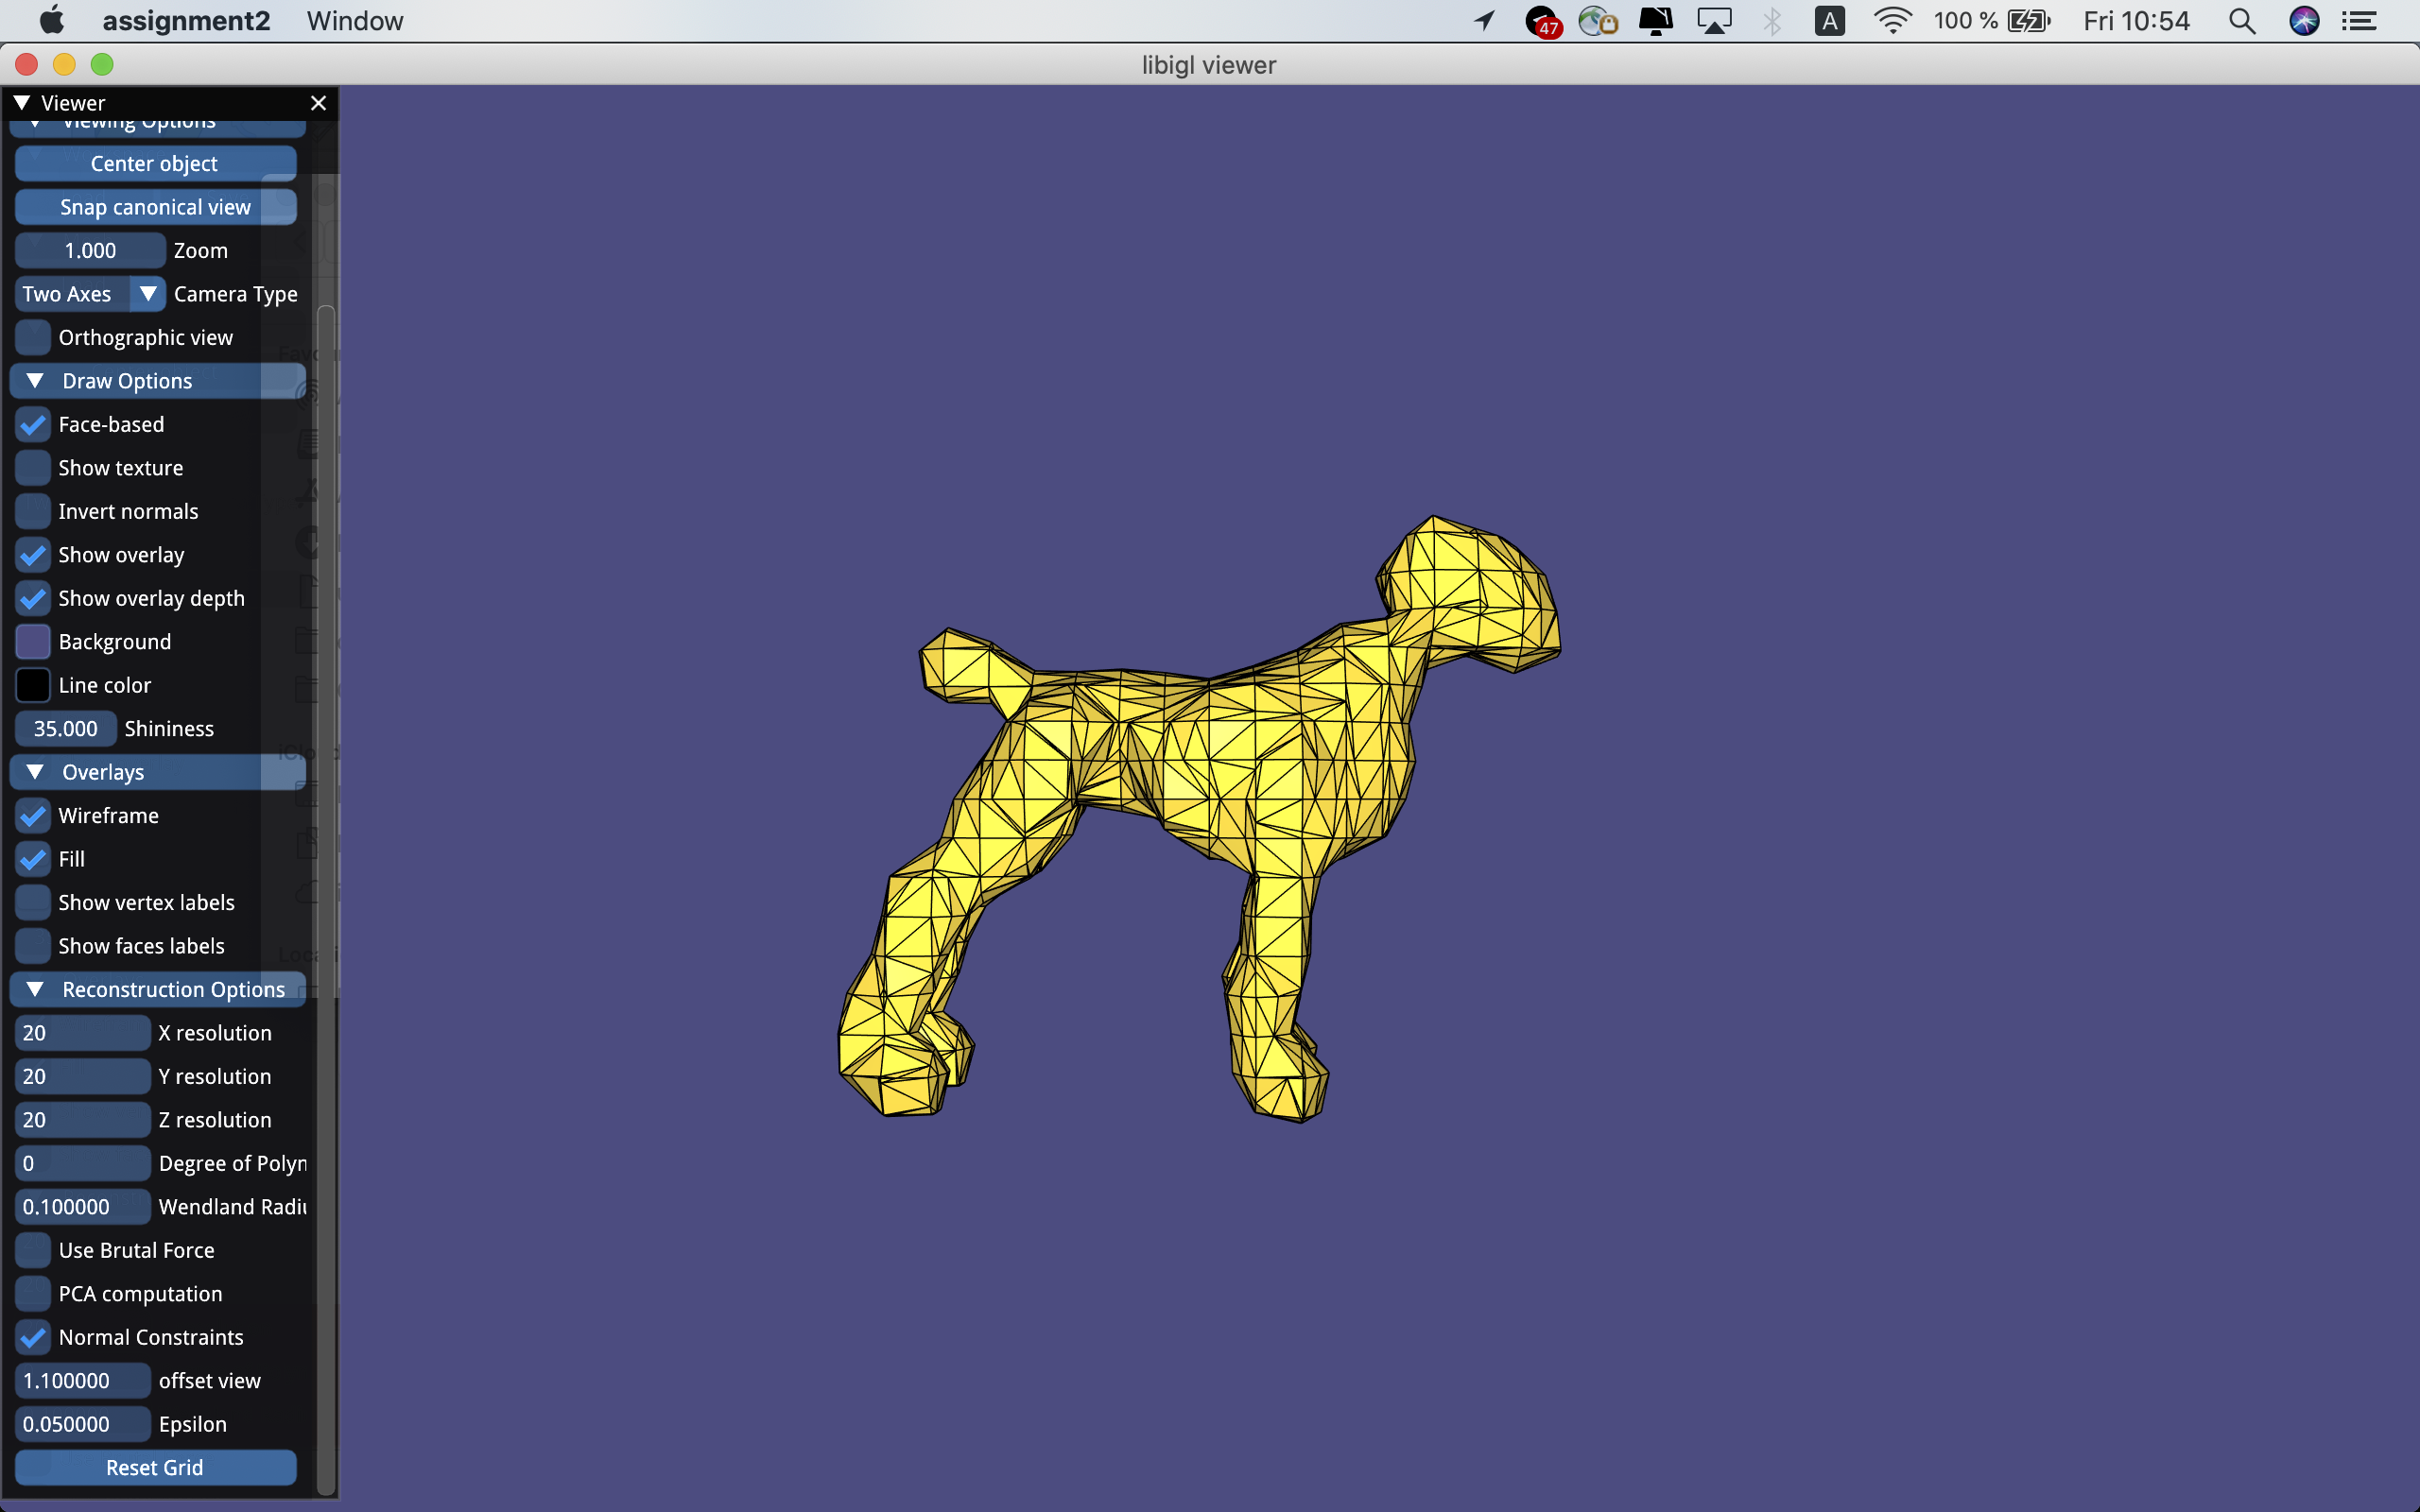 assignment2 Window 47 A 100 % Fri 10:54
libigl viewer
Viewer
Viewing Options
Center object
Snap canonical view
1.000 Zoom
Two Axes Camera Type
Orthographic view
Draw Options
Face-based
Show texture
Invert normals
Show overlay
Show overlay depth
Background
Line color
35.000 Shininess
Overlays
Wireframe
Fill
Show vertex labels
Show faces labels
Reconstruction Options
20 X resolution
20 Y resolution
20 Z resolution
0 Degree of Polyn
0.100000 Wendland Radiu
Use Brutal Force
PCA computation
Normal Constraints
1.100000 offset view
0.050000 Epsilon
Reset Grid